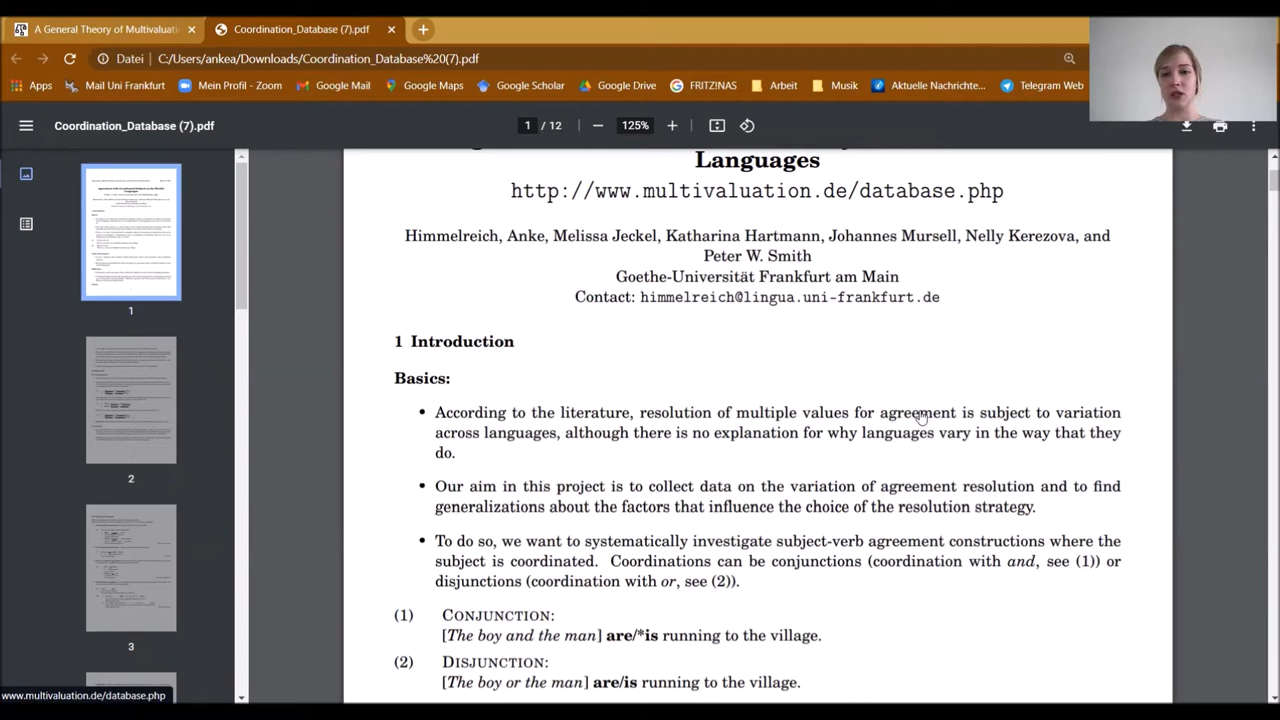 A General Theory of Multivaluati
Coordination_Database (7).pdf
Datei
C:/Users/ankea/Downloads/Coordination_Database%20(7).pdf
Apps
Mail Uni Frankfurt
Mein Profil - Zoom
Google Mail
Google Maps
Google Scholar
Google Drive
FRITZ!NAS
Arbeit
Musik
Aktuelle Nachrichte...
Telegram Web
Coordination_Database (7).pdf
1 / 12
125%
Languages
http://www.multivaluation.de/database.php
Himmelreich, Anke, Melissa Jeckel, Katharina Hartmann, Johannes Mursell, Nelly Kerezova, and
Peter W. Smith
Goethe-Universität Frankfurt am Main
Contact: himmelreich@lingua.uni-frankfurt.de
1 Introduction
Basics:
• According to the literature, resolution of multiple values for agreement is subject to variation
across languages, although there is no explanation for why languages vary in the way that they
do.
• Our aim in this project is to collect data on the variation of agreement resolution and to find
generalizations about the factors that influence the choice of the resolution strategy.
• To do so, we want to systematically investigate subject-verb agreement constructions where the
subject is coordinated. Coordinations can be conjunctions (coordination with and, see (1)) or
disjunctions (coordination with or, see (2)).
(1) CONJUNCTION:
[The boy and the man] are/*is running to the village.
(2) DISJUNCTION:
[The boy or the man] are/is running to the village.
1
2
3
www.multivaluation.de/database.php